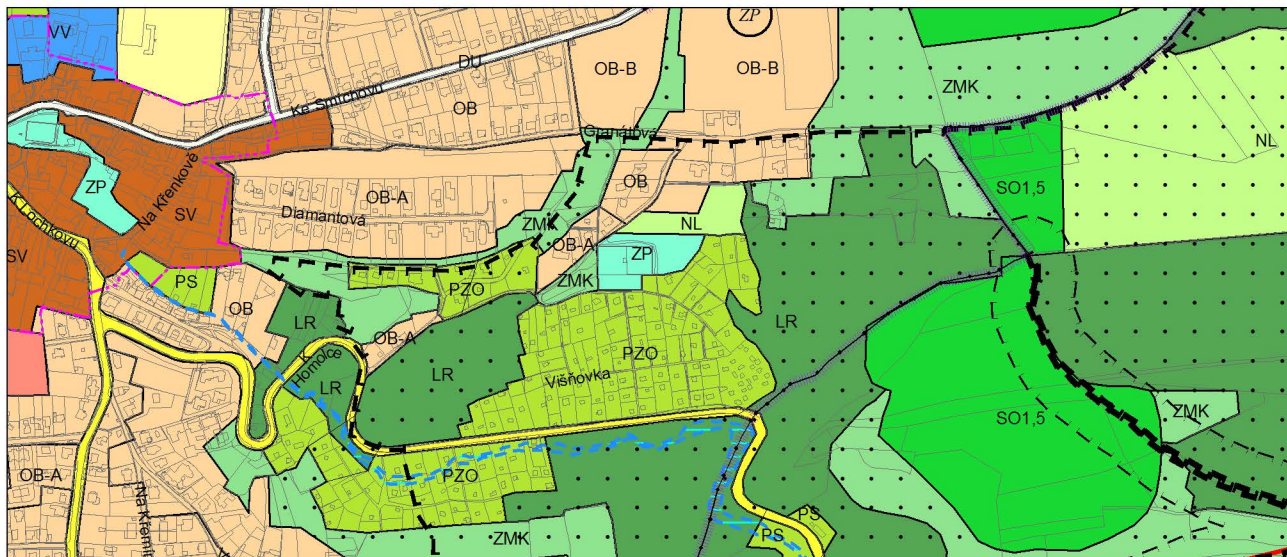 VV
ZP
DU
OB-B
OB-B
Ke Smíchovu
OB
ZMK
Granátová
NL
Na Křenkově
ZP
OB
SO1,5
OB-A
SV
Diamantová
K Lochkovu
ZMK
NL
SV
OB-A
ZP
PS
PZO
ZMK
OB
LR
LR
OB-A
PZO
K Homolce
LR
LR
Višňovka
SO1,5
ZMK
OB-A
PZO
PS
PS
ZMK